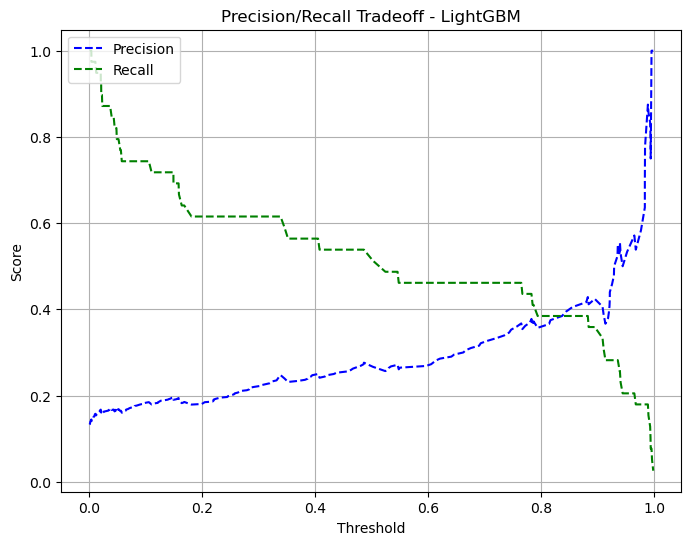 Precision/Recall Tradeoff - LightGBM
Precision
Recall
1.0
0.8
0.6
0.4
0.2
0.0
Score
0.0 0.2 0.4 0.6 0.8 1.0
Threshold